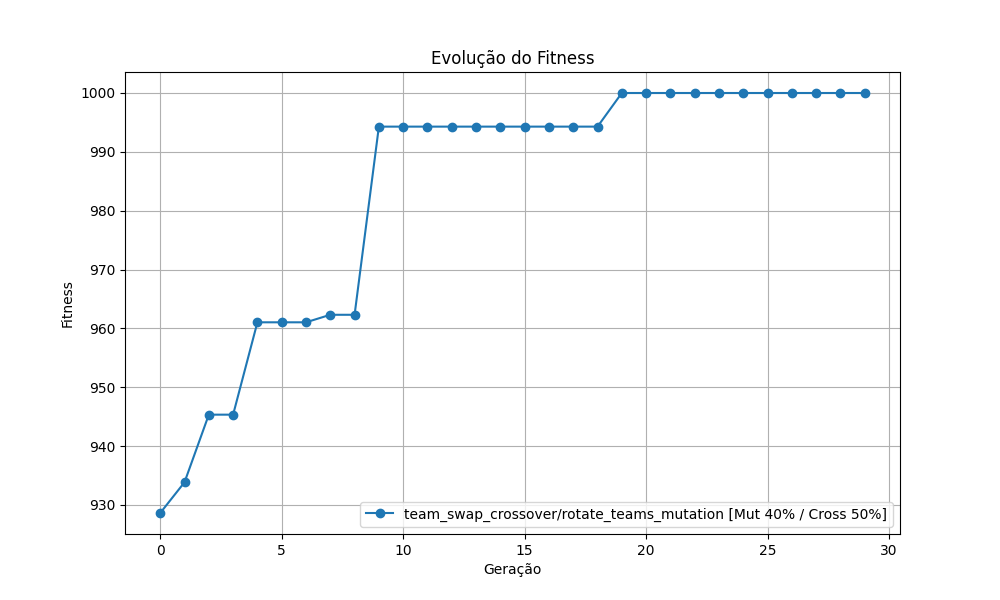 Evolução do Fitness
Fitness
1000
990
980
970
960
950
940
930
team_swap_crossover/rotate_teams_mutation [Mut 40% / Cross 50%]
0 5 10 15 20 25 30
Geração